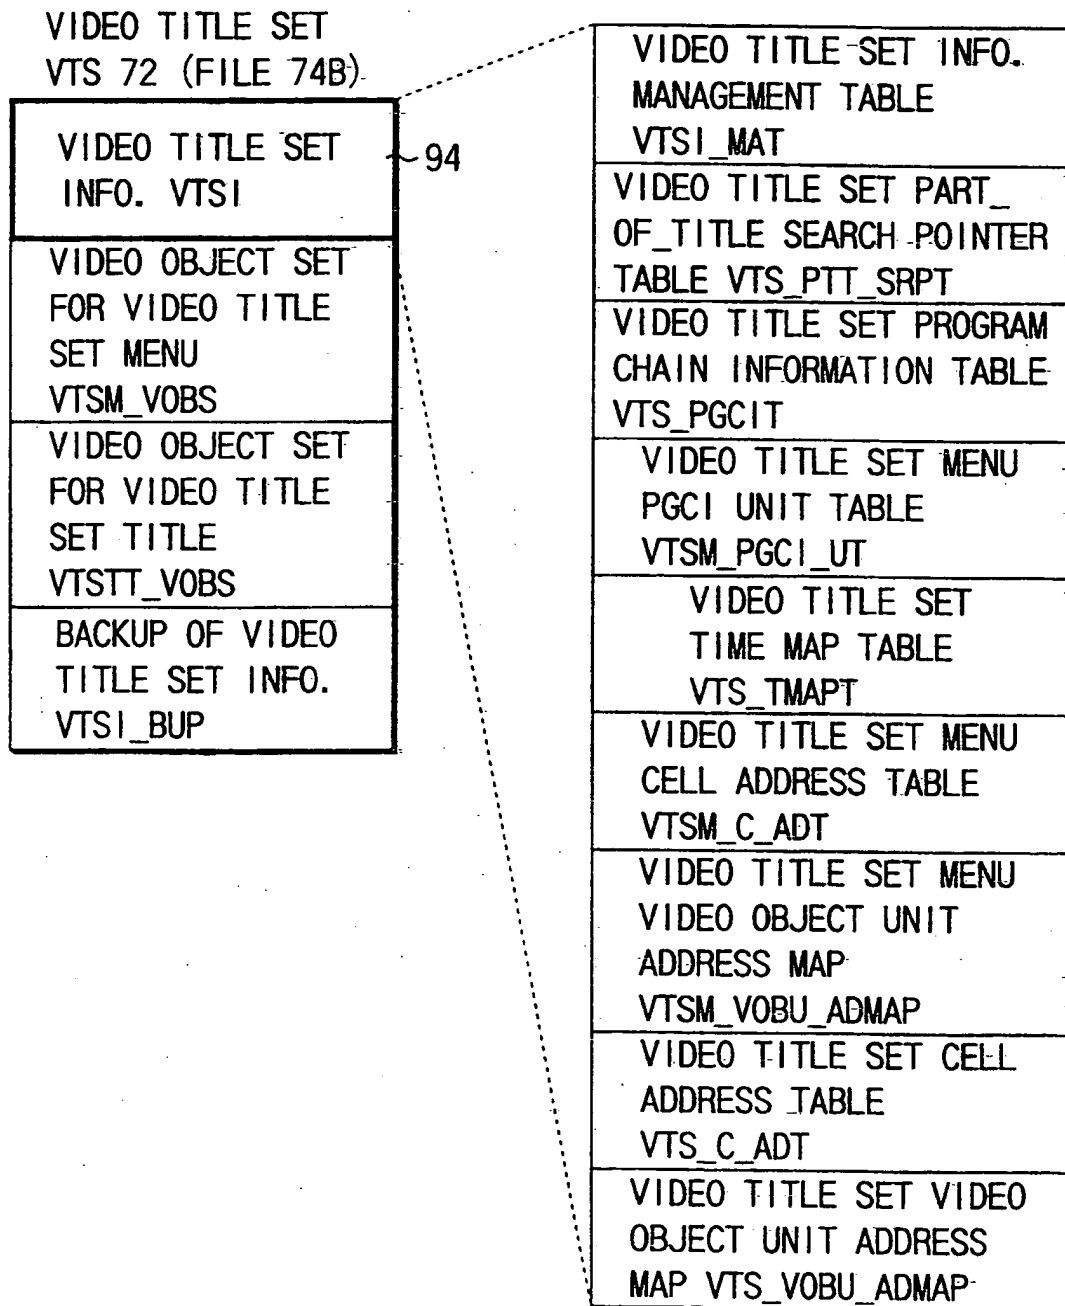 VIDEO TITLE SET
VTS 72 (FILE 74B)
VIDEO TITLE SET
INFO. VTSI
94
VIDEO OBJECT SET
FOR VIDEO TITLE
SET MENU
VTSM_VOBS
VIDEO OBJECT SET
FOR VIDEO TITLE
SET TITLE
VTSTT_VOBS
BACKUP OF VIDEO
TITLE SET INFO.
VTSI_BUP
VIDEO TITLE SET INFO.
MANAGEMENT TABLE
VTSI_MAT
VIDEO TITLE SET PART_
OF_TITLE SEARCH POINTER
TABLE VTS_PTT_SRPT
VIDEO TITLE SET PROGRAM
CHAIN INFORMATION TABLE
VTS_PGCIT
VIDEO TITLE SET MENU
PGCI UNIT TABLE
VTSM_PGCI_UT
VIDEO TITLE SET
TIME MAP TABLE
VTS_TMAPT
VIDEO TITLE SET MENU
CELL ADDRESS TABLE
VTSM_C_ADT
VIDEO TITLE SET MENU
VIDEO OBJECT UNIT
ADDRESS MAP
VTSM_VOBU_ADMAP
VIDEO TITLE SET CELL
ADDRESS TABLE
VTS_C_ADT
VIDEO TITLE SET VIDEO
OBJECT UNIT ADDRESS
MAP VTS_VOBU_ADMAP